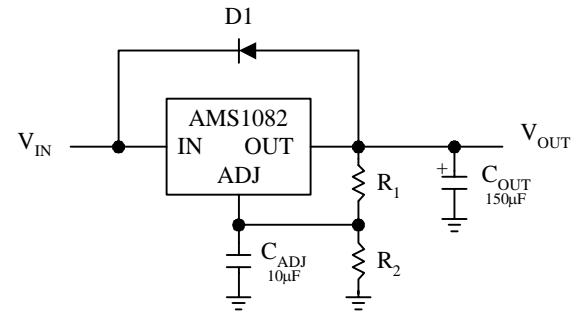 D1
AMS1082
V_IN IN OUT V_OUT
ADJ
+
R_1
C_OUT
150µF
C_ADJ
10µF
R_2